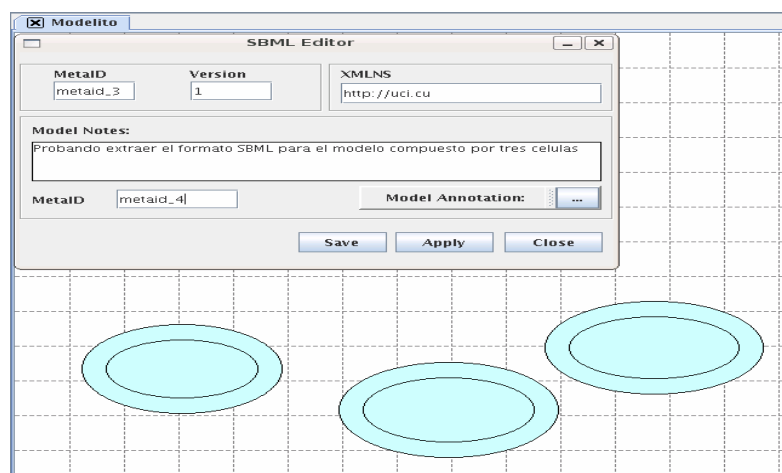 Modelito
SBML Editor
MetaID Version
metaid_3 1
XMLNS
http://uci.cu
Model Notes:
Probando extraer el formato SBML para el modelo compuesto por tres celulas
MetaID metaid_4 Model Annotation: ...
Save Apply Close